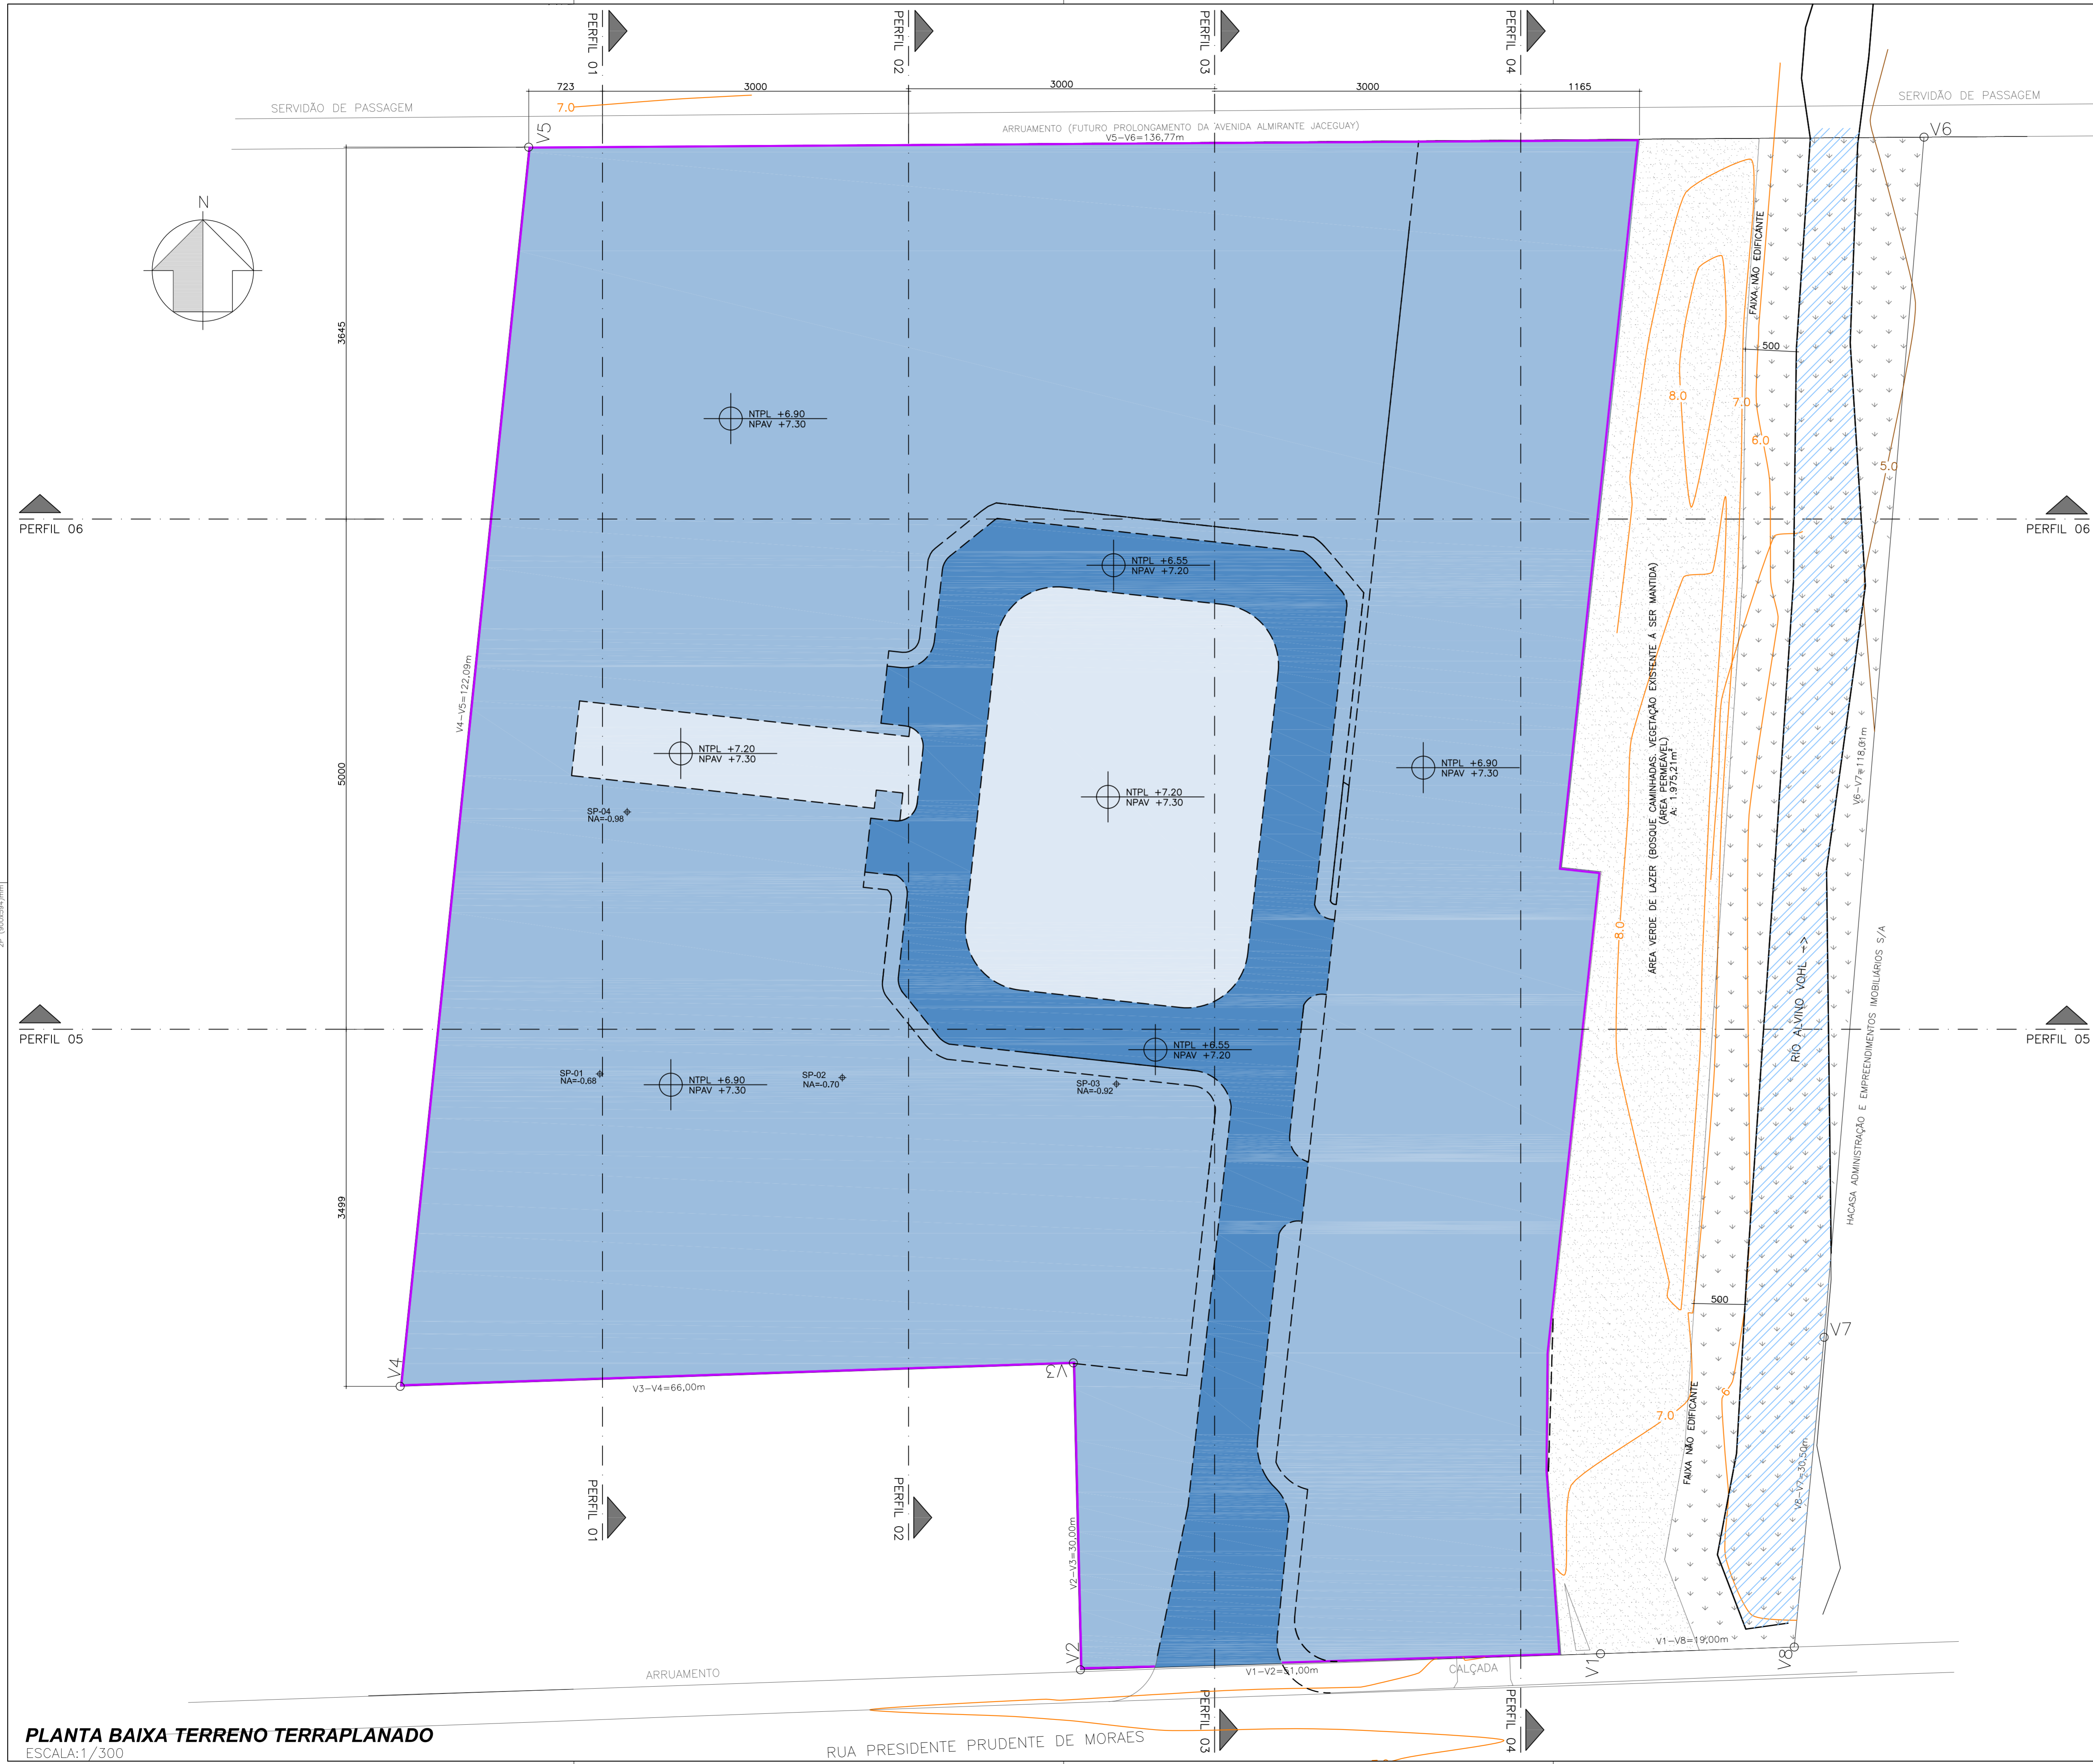 PERFIL 01
PERFIL 02
PERFIL 03
PERFIL 04
723
3000
3000
3000
1165
SERVIDÃO DE PASSAGEM
7.0
SERVIDÃO DE PASSAGEM
V5
ARRUAMENTO (FUTURO PROLONGAMENTO DA AVENIDA ALMIRANTE JACEGUAY)
V5-V6=136,77m
V6
N
FAIXA NÃO EDIFICANTE
3645
500
8.0
7.0
6.0
5.0
NTPL +6.90
NPAV +7.30
PERFIL 06
PERFIL 06
NTPL +6.55
NPAV +7.20
V4-V5=122,09m
ÁREA VERDE DE LAZER (BOSQUE CAMINHADAS. VEGETAÇÃO EXISTENTE À SER MANTIDA)
(ÁREA PERMEÁVEL)
A: 1.975,21m²
V6-V7=118,01m
5000
NTPL +7.20
NPAV +7.30
NTPL +7.20
NPAV +7.30
NTPL +6.90
NPAV +7.30
SP-04
NA=-0,98
8.0
RIO ALVINO VOHL -->
HACASA ADMINISTRAÇÃO E EMPREENDIMENTOS IMOBILIÁRIOS S/A
PERFIL 05
PERFIL 05
NTPL +6.55
NPAV +7.20
SP-01
NA=-0,68
NTPL +6.90
NPAV +7.30
SP-02
NA=-0.70
SP-03
NA=-0.92
3499
500
V7
V4
V3
V3-V4=66,00m
7.0
6
FAIXA NÃO EDIFICANTE
V8-V7=30,50m
PERFIL 01
PERFIL 02
V2-V3=30,00m
V2
V1-V2=51,00m
V1
V1-V8=19,00m
V8
ARRUAMENTO
CALÇADA
PERFIL 03
PERFIL 04
RUA PRESIDENTE PRUDENTE DE MORAES
PLANTA BAIXA TERRENO TERRAPLANADO
ESCALA:1/300